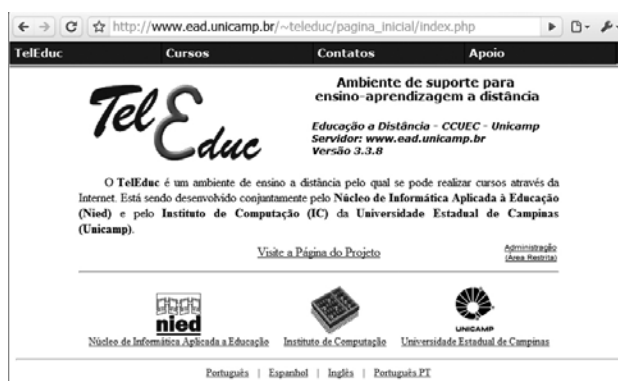 http://www.ead.unicamp.br/~teleduc/pagina_inicial/index.php
TelEduc Cursos Contatos Apoio
TelEduc
Ambiente de suporte para
ensino-aprendizagem a distância
Educação a Distância - CCUEC - Unicamp
Servidor: www.ead.unicamp.br
Versão 3.3.8
O TelEduc é um ambiente de ensino a distância pelo qual se pode realizar cursos através da
Internet. Está sendo desenvolvido conjuntamente pelo Núcleo de Informática Aplicada à Educação
(Nied) e pelo Instituto de Computação (IC) da Universidade Estadual de Campinas
(Unicamp).
Visite a Página do Projeto
Administração
(Área Restrita)
nied
UNICAMP
Núcleo de Informática Aplicada a Educação Instituto de Computação Universidade Estadual de Campinas
Português | Espanhol | Inglês | Português PT